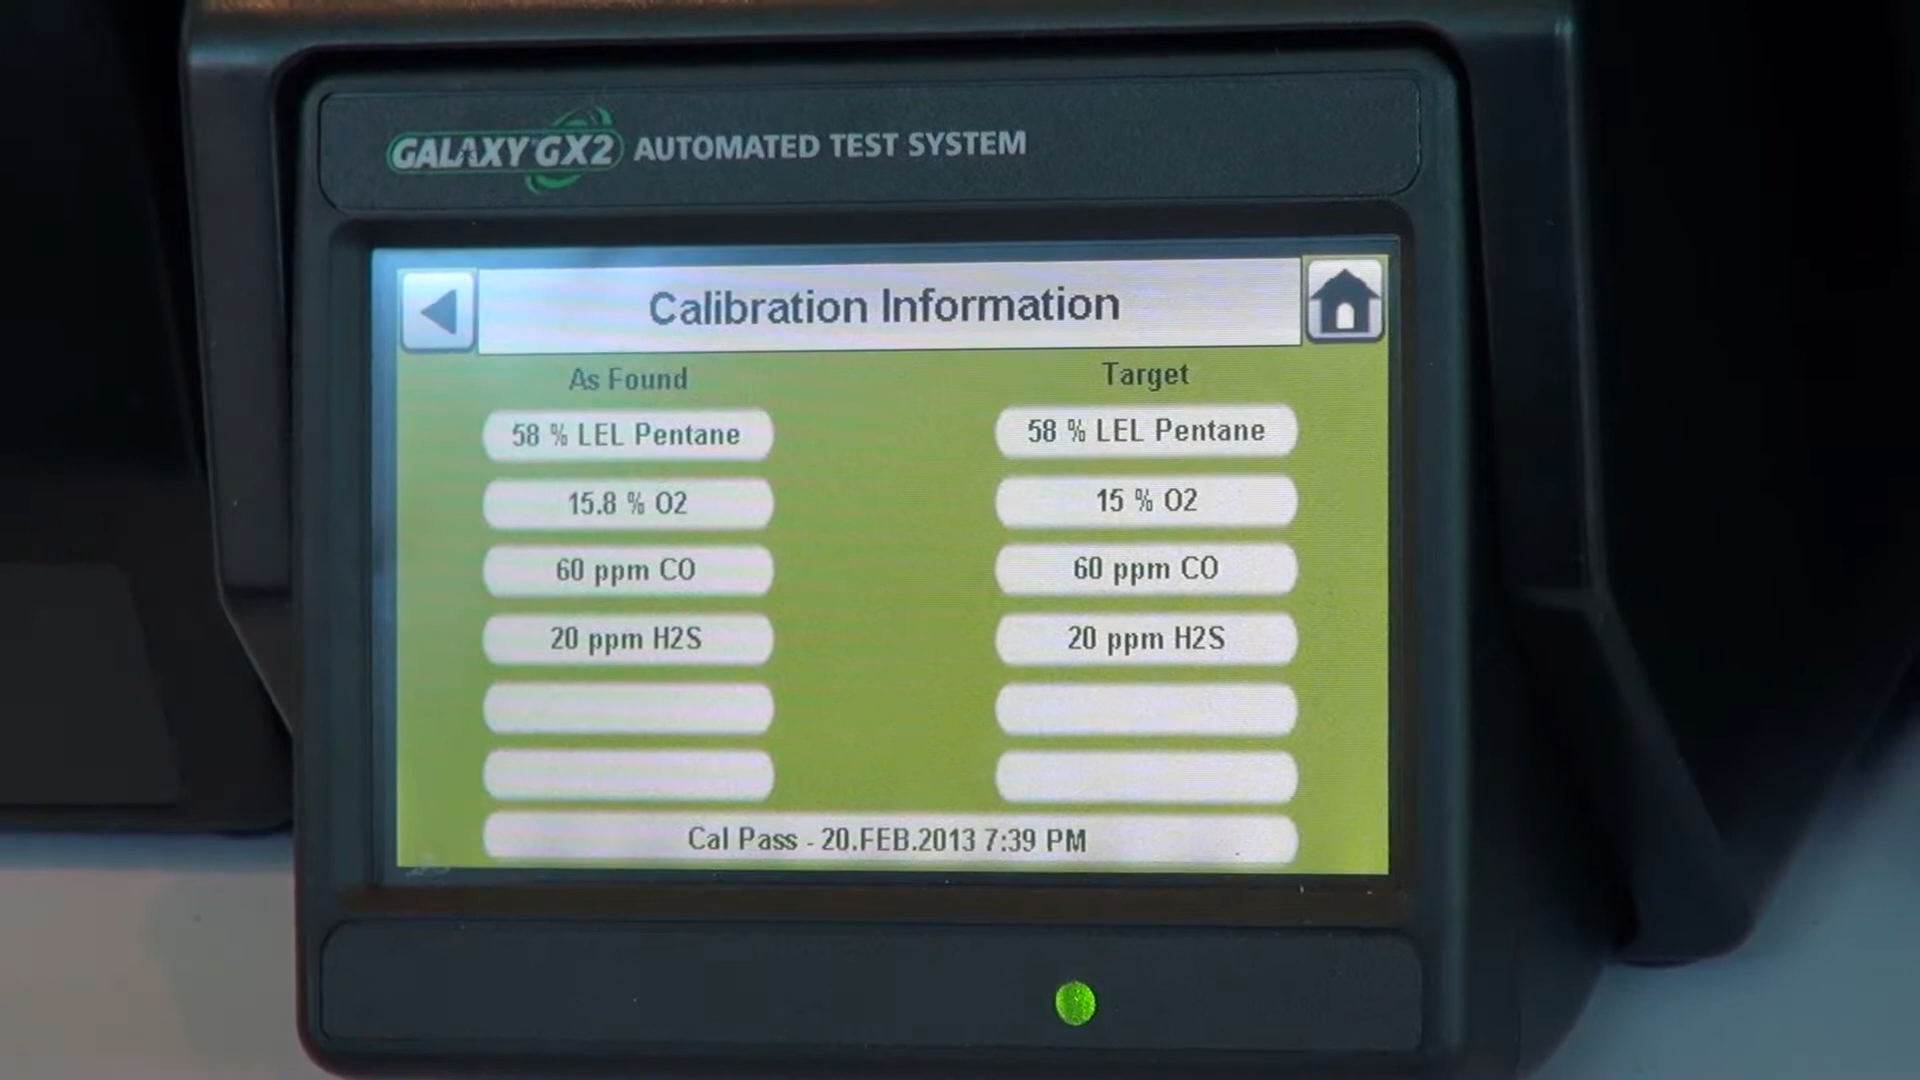 GALAXY GX2 AUTOMATED TEST SYSTEM
Calibration Information
As Found Target
58 % LEL Pentane 58 % LEL Pentane
15.8 % O2 15 % O2
60 ppm CO 60 ppm CO
20 ppm H2S 20 ppm H2S
Cal Pass - 20.FEB.2013 7:39 PM